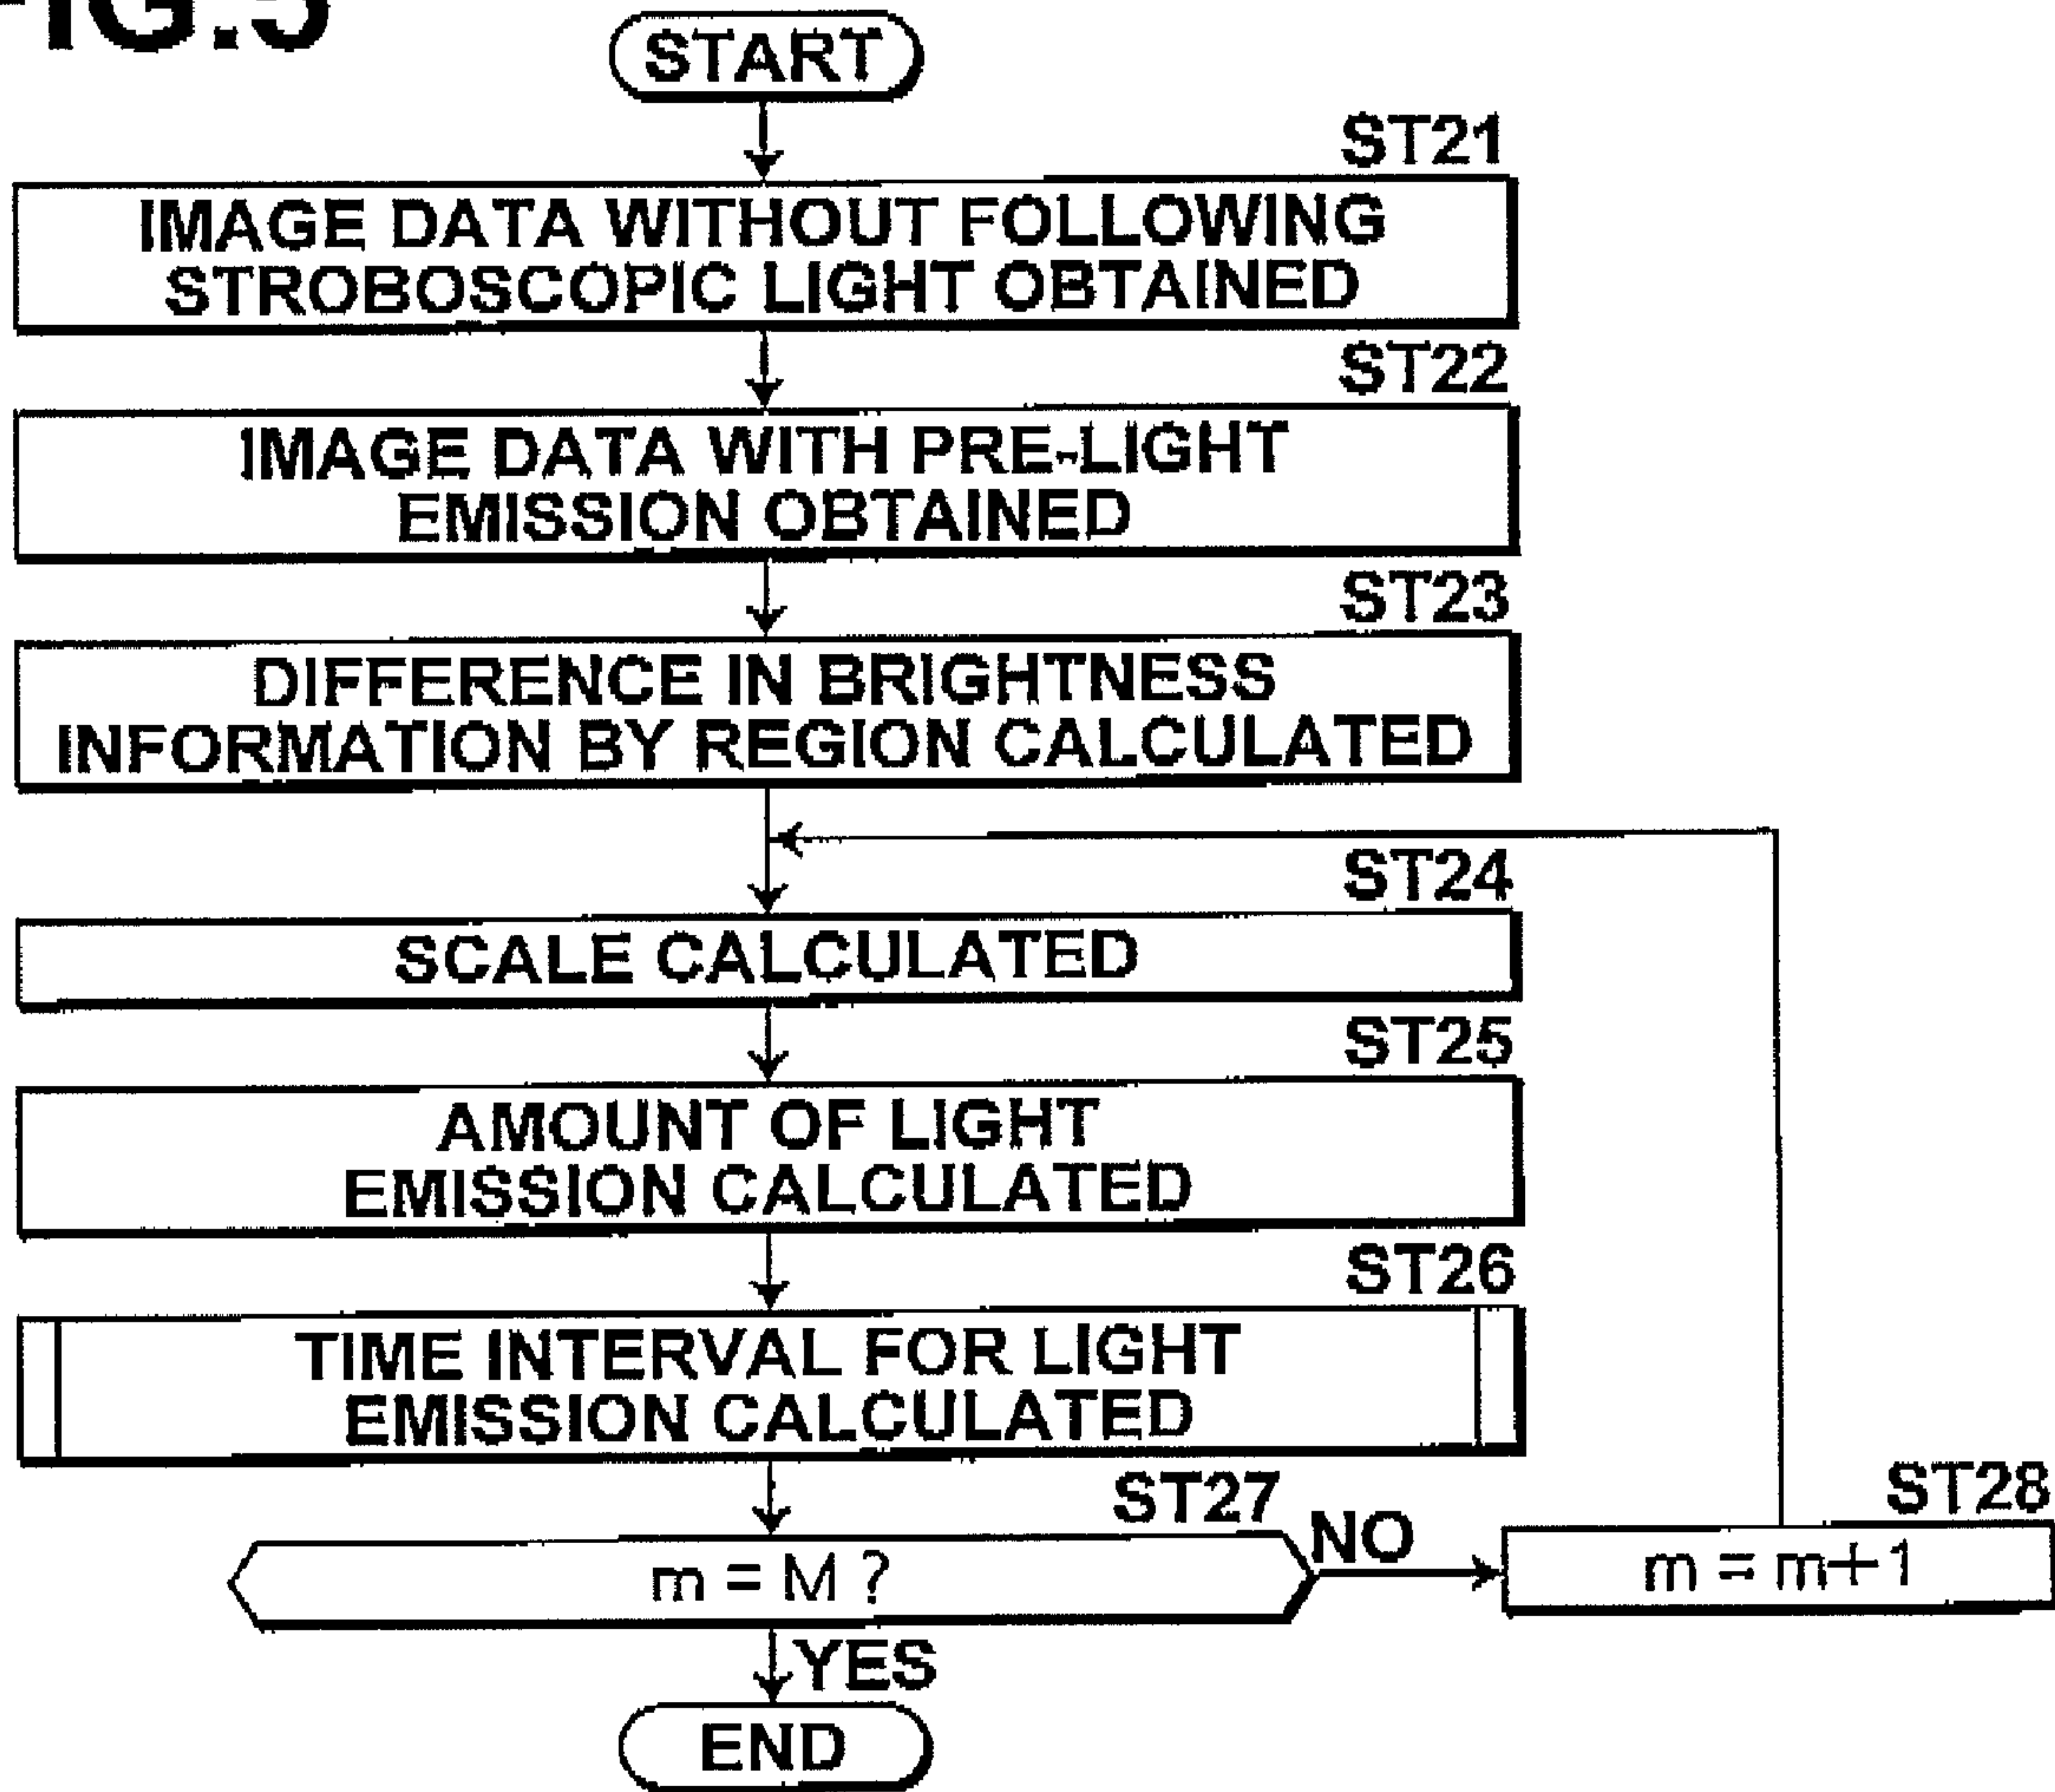 FIG.5
START
ST21
IMAGE DATA WITHOUT FOLLOWING
STROBOSCOPIC LIGHT OBTAINED
ST22
IMAGE DATA WITH PRE-LIGHT
EMISSION OBTAINED
ST23
DIFFERENCE IN BRIGHTNESS
INFORMATION BY REGION CALCULATED
ST24
SCALE CALCULATED
ST25
AMOUNT OF LIGHT
EMISSION CALCULATED
ST26
TIME INTERVAL FOR LIGHT
EMISSION CALCULATED
ST27
m = M ?
NO
ST28
m = m+1
YES
END